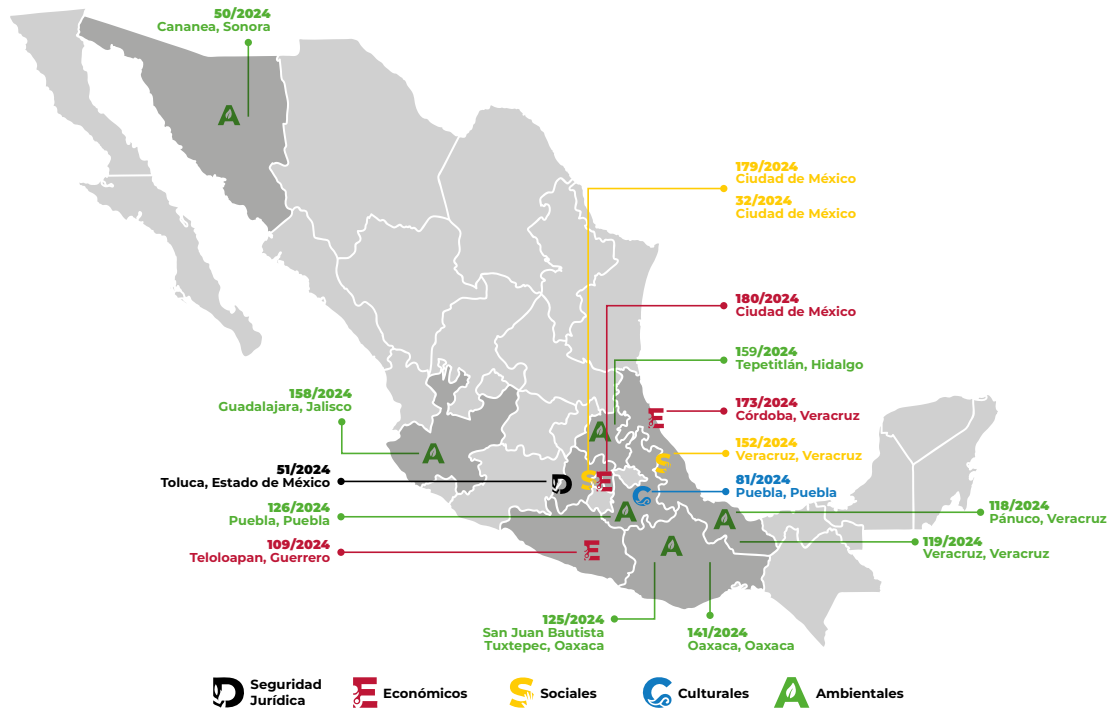 50/2024
Cananea, Sonora
179/2024
Ciudad de México
32/2024
Ciudad de México
180/2024
Ciudad de México
159/2024
Tepetitlán, Hidalgo
158/2024
Guadalajara, Jalisco
173/2024
Córdoba, Veracruz
152/2024
Veracruz, Veracruz
51/2024
Toluca, Estado de México
81/2024
Puebla, Puebla
126/2024
Puebla, Puebla
118/2024
Pánuco, Veracruz
109/2024
Teloloapan, Guerrero
119/2024
Veracruz, Veracruz
125/2024
San Juan Bautista
Tuxtepec, Oaxaca
141/2024
Oaxaca, Oaxaca
A
A
A
E
S
D
S
E
C
A
A
E
A
D Seguridad
Jurídica
E Económicos
S Sociales
C Culturales
A Ambientales